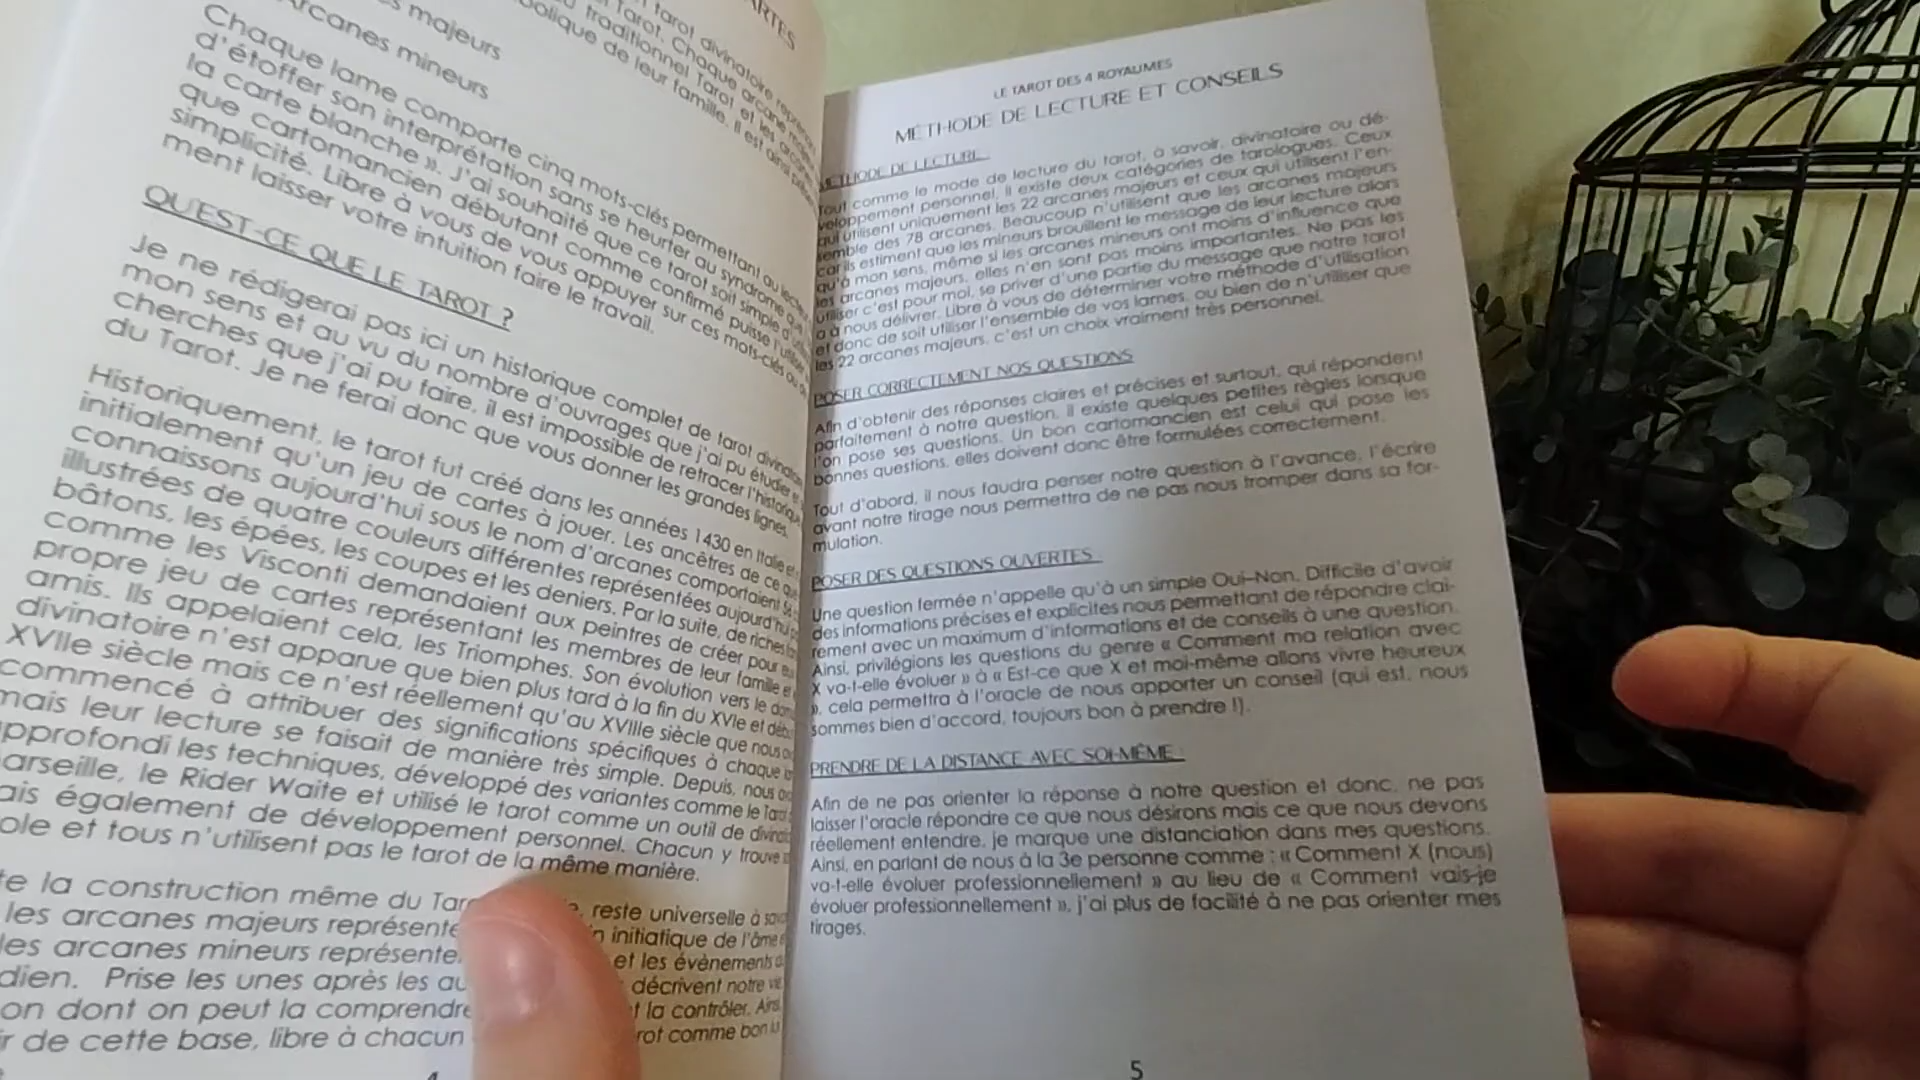 ARTES
tarot divinatoire
Tarot. Chaque arcane
traditionnel Tarot et les
bolique de leur famille. Il est ainsi
majeurs
Arcanes mineurs
Chaque lame comporte cinq mots-clés permettant au
d'étoffer son interprétation sans se heurter au syndrome
la carte blanche ». J'ai souhaité que ce tarot soit simple
que cartomancien débutant comme confirmé puisse l'utiliser
simplicité. Libre à vous de vous appuyer sur ces mots-clés ou
ment laisser votre intuition faire le travail.
QU'EST-CE QUE LE TAROT ?
Je ne rédigerai pas ici un historique complet de tarot
mon sens et au vu du nombre d'ouvrages que j'ai pu étudier
cherches que j'ai pu faire, il est impossible de retracer
du Tarot. Je ne ferai donc que vous donner les grandes lignes.
Historiquement, le tarot fut créé dans les années 1430 en Italie
initialement qu'un jeu de cartes à jouer. Les ancêtres de ce que
connaissons aujourd'hui sous le nom d'arcanes comportaient
illustrées de quatre couleurs différentes représentées aujourd'hui
bâtons, les épées, les coupes et les deniers. Par la suite, de riches
comme les Visconti demandaient aux peintres de créer pour
propre jeu de cartes représentant les membres de leur famille
amis. Ils appelaient cela, les Triomphes. Son évolution vers le
divinatoire n'est apparue que bien plus tard à la fin du XVIe et
XVIIe siècle mais ce n'est réellement qu'au XVIIIe siècle que nous
commencé à attribuer des significations spécifiques à chaque
mais leur lecture se faisait de manière très simple. Depuis, nous
pprofondi les techniques, développé des variantes comme le
arseille, le Rider Waite et utilisé le tarot comme un outil de
ais également de développement personnel. Chacun y trouve
ole et tous n'utilisent pas le tarot de la même manière.
te la construction même du reste universelle à
les arcanes majeurs initiatique de l'âme
les arcanes mineurs et les évènements
dien. Prise les unes après les décrivent notre
on dont on peut la la contrôler.
ir de cette base, libre à chacun comme bon
LE TAROT DES 4 ROYAUMES
MÉTHODE DE LECTURE ET CONSEILS
MÉTHODE DE LECTURE
Tout comme le mode de lecture du tarot, à savoir, divinatoire ou dé-
veloppement personnel, il existe deux catégories de tarologues. Ceux
qui utilisent uniquement les 22 arcanes majeurs et ceux qui utilisent l'en-
semble des 78 arcanes. Beaucoup n'utilisent que les arcanes majeurs
car ils estiment que les mineurs brouillent le message de leur lecture alors
qu'à mon sens, même si les arcanes mineurs ont moins d'influence que
les arcanes majeurs, elles n'en sont pas moins importantes. Ne pas les
utiliser c'est pour moi, se priver d'une partie du message que notre tarot
a à nous délivrer. Libre à vous de déterminer votre méthode d'utilisation
et donc de soit utiliser l'ensemble de vos lames, ou bien de n'utiliser que
les 22 arcanes majeurs, c'est un choix vraiment très personnel.
POSER CORRECTEMENT NOS QUESTIONS
Afin d'obtenir des réponses claires et précises et surtout, qui répondent
parfaitement à notre question, il existe quelques petites règles lorsque
l'on pose ses questions. Un bon cartomancien est celui qui pose les
bonnes questions, elles doivent donc être formulées correctement.
Tout d'abord, il nous faudra penser notre question à l'avance, l'écrire
avant notre tirage nous permettra de ne pas nous tromper dans sa for-
mulation.
POSER DES QUESTIONS OUVERTES :
Une question fermée n'appelle qu'à un simple Oui-Non. Difficile d'avoir
des informations précises et explicites nous permettant de répondre clai-
rement avec un maximum d'informations et de conseils à une question.
Ainsi, privilégions les questions du genre « Comment ma relation avec
X va-t-elle évoluer » à « Est-ce que X et moi-même allons vivre heureux
», cela permettra à l'oracle de nous apporter un conseil (qui est, nous
sommes bien d'accord, toujours bon à prendre !).
PRENDRE DE LA DISTANCE AVEC SOI-MÊME :
Afin de ne pas orienter la réponse à notre question et donc, ne pas
laisser l'oracle répondre ce que nous désirons mais ce que nous devons
réellement entendre, je marque une distanciation dans mes questions.
Ainsi, en parlant de nous à la 3e personne comme : « Comment X (nous)
va-t-elle évoluer professionnellement » au lieu de « Comment vais-je
évoluer professionnellement », j'ai plus de facilité à ne pas orienter mes
tirages.
5